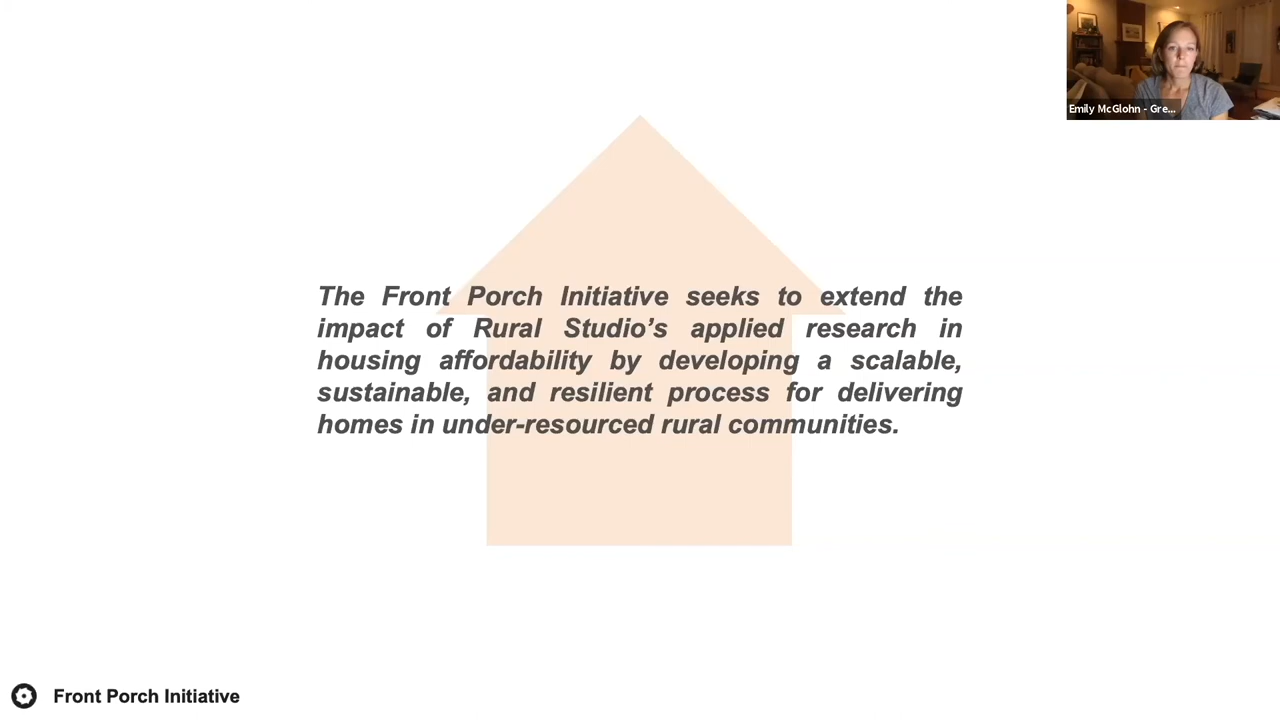 Emily McGlohn - Gre...
The Front Porch Initiative seeks to extend the
impact of Rural Studio’s applied research in
housing affordability by developing a scalable,
sustainable, and resilient process for delivering
homes in under-resourced rural communities.
Front Porch Initiative